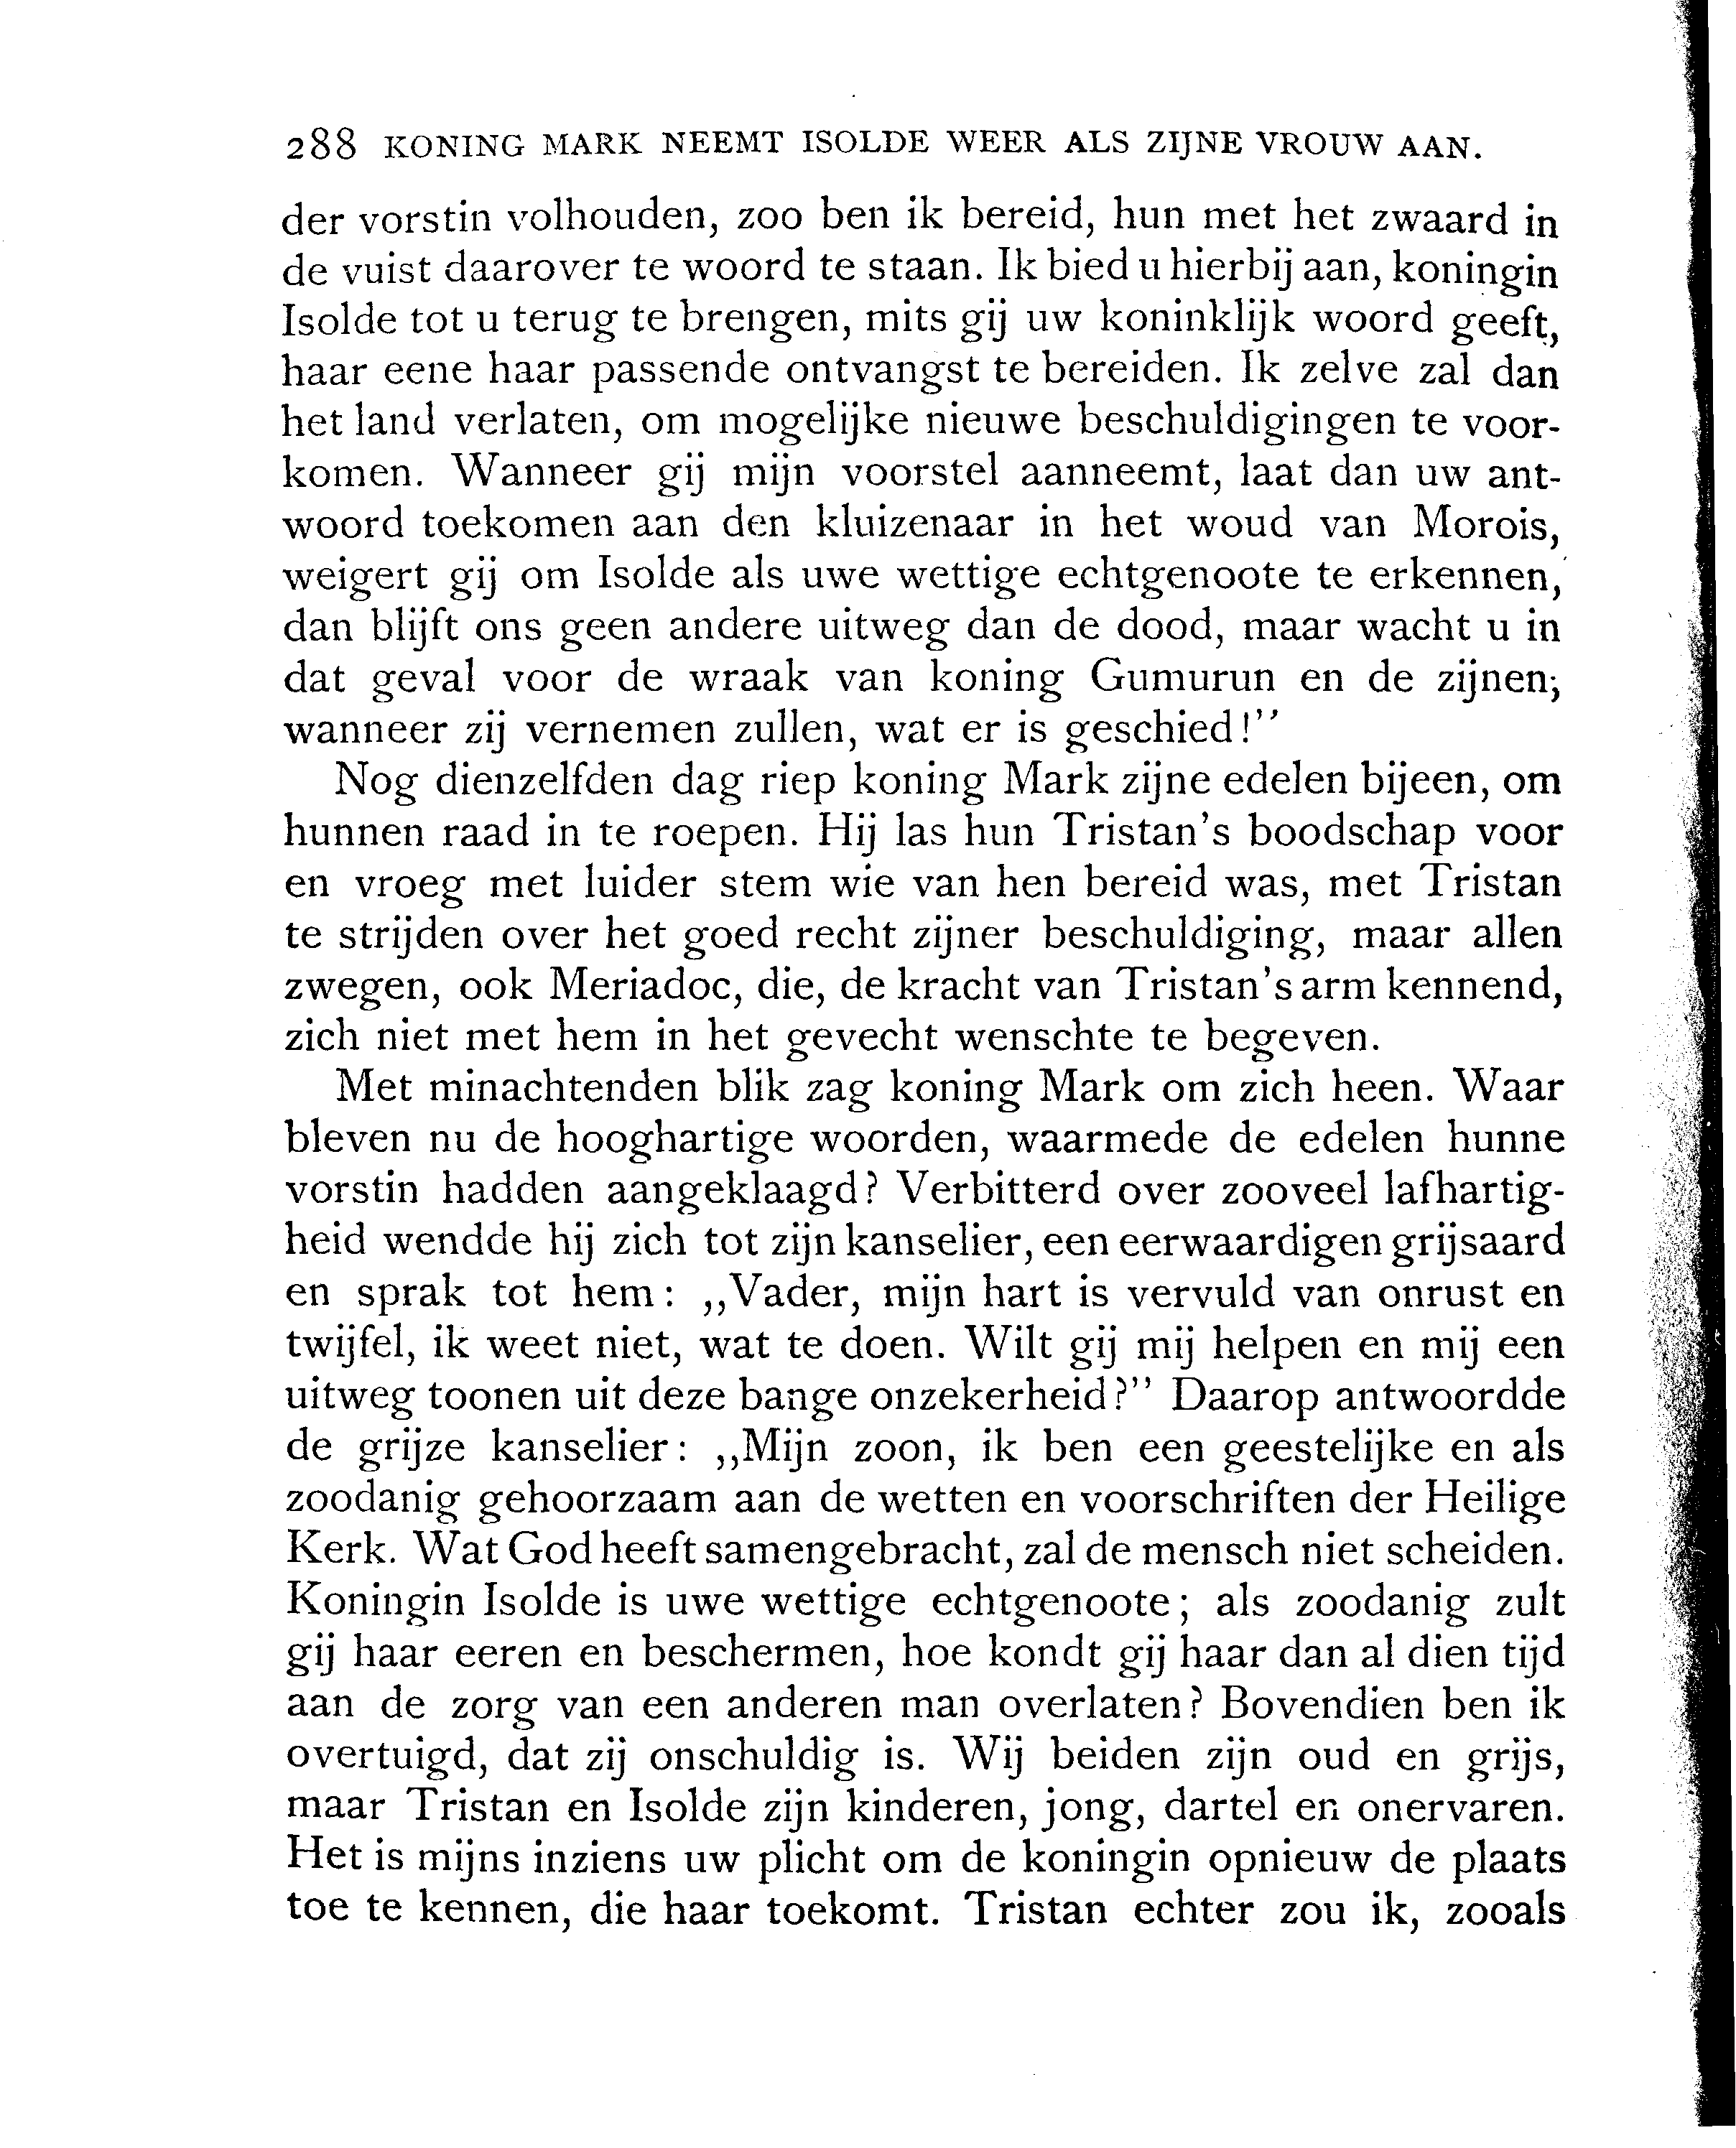 288 KONING MARK NEEMT ISOLDE WEER ALS ZIJNE VROUW AAN.
der vorstin volhouden, zoo ben ik bereid, hun met het zwaard in
de vuist daarover te woord te staan. Ik bied u hierbij aan, koningin
Isolde tot u terug te brengen, mits gij uw koninklijk woord geeft,
haar eene haar passende ontvangst te bereiden. Ik zelve zal dan
het land verlaten, om mogelijke nieuwe beschuldigingen te voor-
komen. Wanneer gij mijn voorstel aanneemt, laat dan uw ant-
woord toekomen aan den kluizenaar in het woud van Morois,
weigert gij om Isolde als uwe wettige echtgenoote te erkennen,
dan blijft ons geen andere uitweg dan de dood, maar wacht u in
dat geval voor de wraak van koning Gumurun en de zijnen;
wanneer zij vernemen zullen, wat er is geschied!”
Nog dienzelfden dag riep koning Mark zijne edelen bijeen, om
hunnen raad in te roepen. Hij las hun Tristan's boodschap voor
en vroeg met luider stem wie van hen bereid was, met Tristan
te strijden over het goed recht zijner beschuldiging, maar allen
zwegen, ook Meriadoc, die, de kracht van Tristan's arm kennend,
zich niet met hem in het gevecht wenschte te begeven.
Met minachtenden blik zag koning Mark om zich heen. Waar
bleven nu de hooghartige woorden, waarmede de edelen hunne
vorstin hadden aangeklaagd? Verbitterd over zooveel lafhartig-
heid wendde hij zich tot zijn kanselier, een eerwaardigen grijsaard
en sprak tot hem: „Vader, mijn hart is vervuld van onrust en
twijfel, ik weet niet, wat te doen. Wilt gij mij helpen en mij een
uitweg toonen uit deze bange onzekerheid?” Daarop antwoordde
de grijze kanselier: „Mijn zoon, ik ben een geestelijke en als
zoodanig gehoorzaam aan de wetten en voorschriften der Heilige
Kerk. Wat God heeft samengebracht, zal de mensch niet scheiden.
Koningin Isolde is uwe wettige echtgenoote; als zoodanig zult
gij haar eeren en beschermen, hoe kondt gij haar dan al dien tijd
aan de zorg van een anderen man overlaten? Bovendien ben ik
overtuigd, dat zij onschuldig is. Wij beiden zijn oud en grijs,
maar Tristan en Isolde zijn kinderen, jong, dartel en onervaren.
Het is mijns inziens uw plicht om de koningin opnieuw de plaats
toe te kennen, die haar toekomt. Tristan echter zou ik, zooals